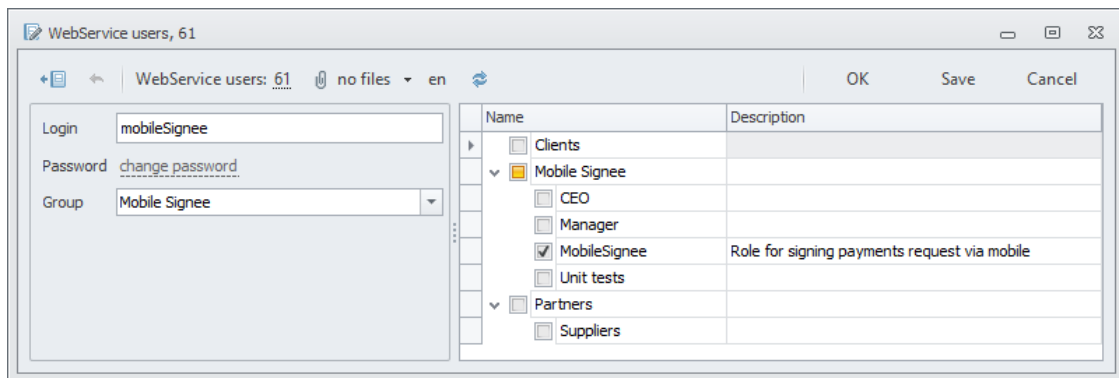 WebService users, 61
WebService users: 61 no files en OK Save Cancel
Login mobileSignee
Password change password
Group Mobile Signee
Name Description
Clients
Mobile Signee
CEO
Manager
MobileSignee Role for signing payments request via mobile
Unit tests
Partners
Suppliers